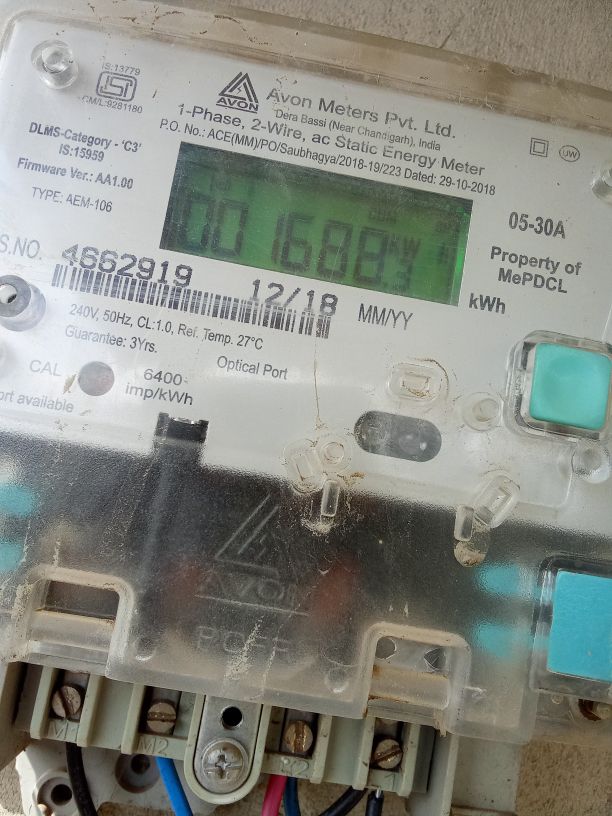 IS:13779
CM/L:9281180
AVON
Avon Meters Pvt. Ltd.
Dera Bassi (Near Chandigarh), India
1-Phase, 2-Wire, ac Static Energy Meter
P.O. No.: ACE(MM)/PO/Saubhagya/2018-19/223 Dated: 29-10-2018
DLMS-Category - 'C3'
IS:15959
Firmware Ver.: AA1.00
TYPE: AEM-106
UW
05-30A
Property of
MePDCL
kWh
S.NO. 4662919 12/18 MM/YY
240V, 50Hz, CL:1.0, Ref. Temp. 27°C
Guarantee: 3Yrs.
Optical Port
CAL
6400
imp/kWh
ort available
AVON
M2